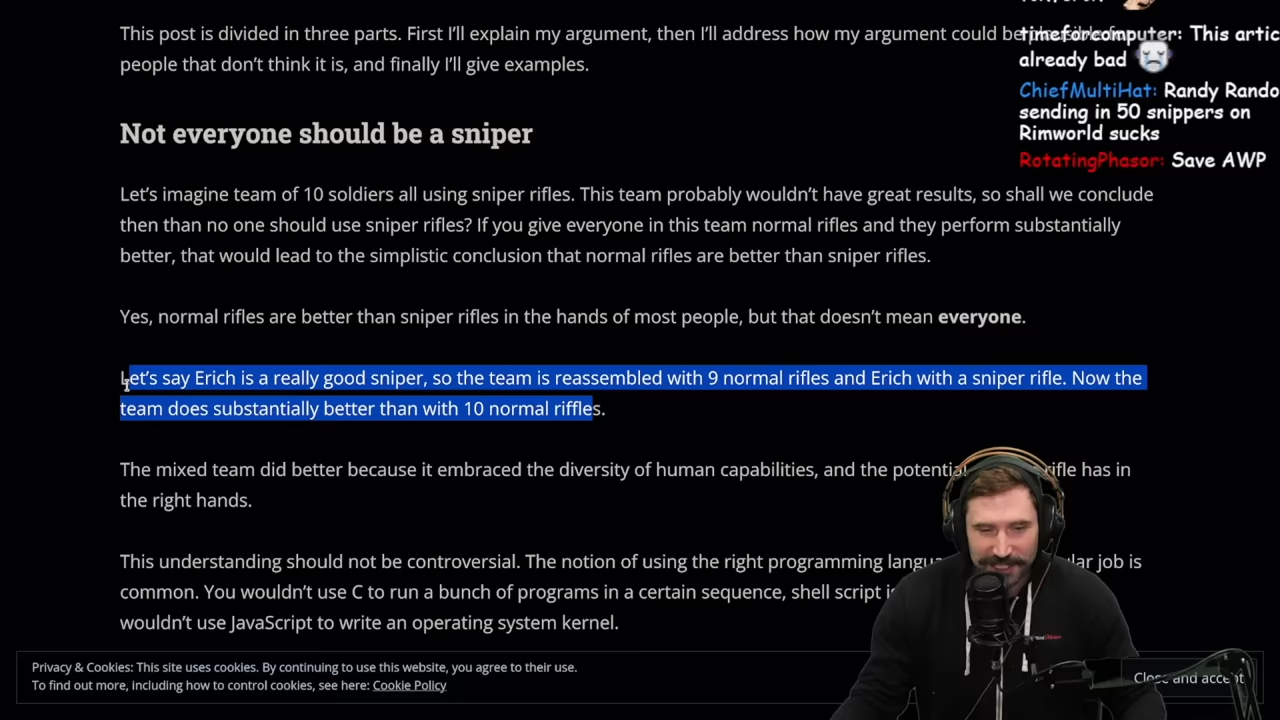 This post is divided in three parts. First I'll explain my argument, then I'll address how my argument could be
people that don't think it is, and finally I'll give examples.
timeforcomputer: This artic
already bad
ChiefMultiHat: Randy Rando
sending in 50 snippers on
Rimworld sucks
RotatingPhasor: Save AWP
Not everyone should be a sniper
Let's imagine team of 10 soldiers all using sniper rifles. This team probably wouldn't have great results, so shall we conclude
then than no one should use sniper rifles? If you give everyone in this team normal rifles and they perform substantially
better, that would lead to the simplistic conclusion that normal rifles are better than sniper rifles.
Yes, normal rifles are better than sniper rifles in the hands of most people, but that doesn't mean everyone.
Let's say Erich is a really good sniper, so the team is reassembled with 9 normal rifles and Erich with a sniper rifle. Now the
team does substantially better than with 10 normal riffles.
The mixed team did better because it embraced the diversity of human capabilities, and the potential rifle has in
the right hands.
This understanding should not be controversial. The notion of using the right programming job is
common. You wouldn't use C to run a bunch of programs in a certain sequence, shell script
wouldn't use JavaScript to write an operating system kernel.
Privacy & Cookies: This site uses cookies. By continuing to use this website, you agree to their use.
To find out more, including how to control cookies, see here: Cookie Policy
Close and accept